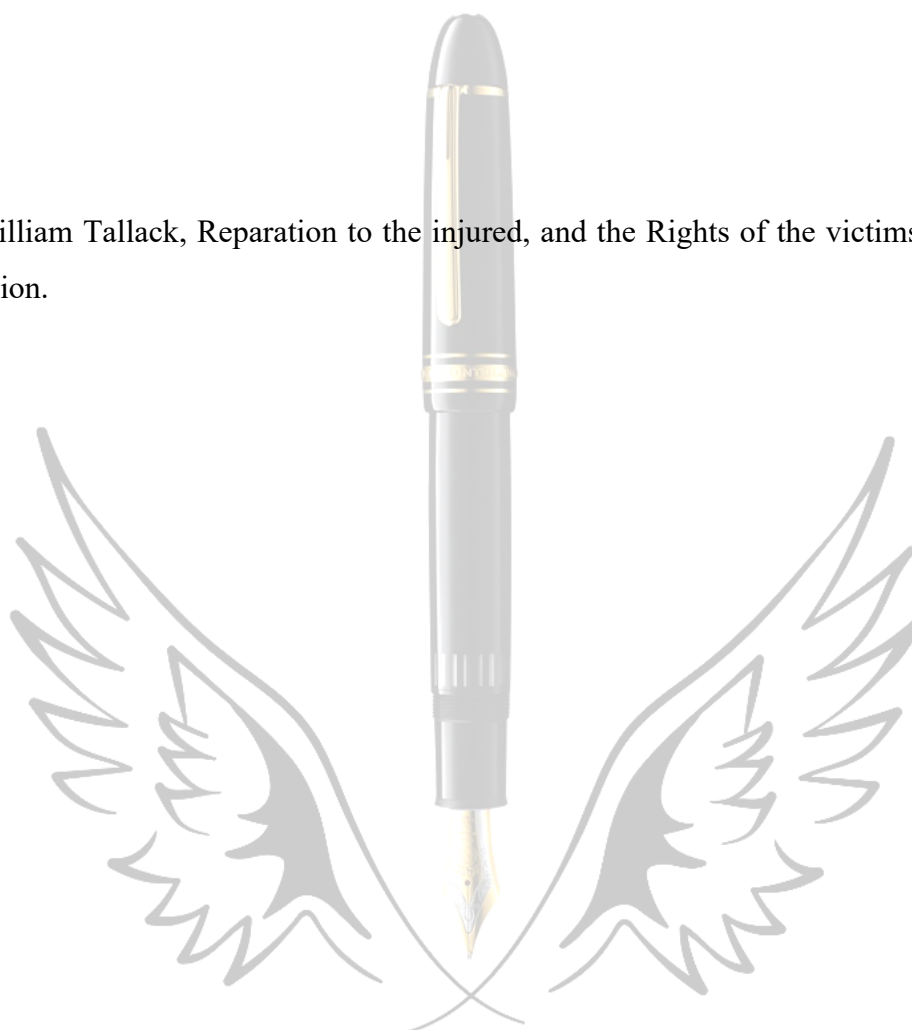 illiam Tallack, Reparation to the injured, and the Rights of the victims
ion.